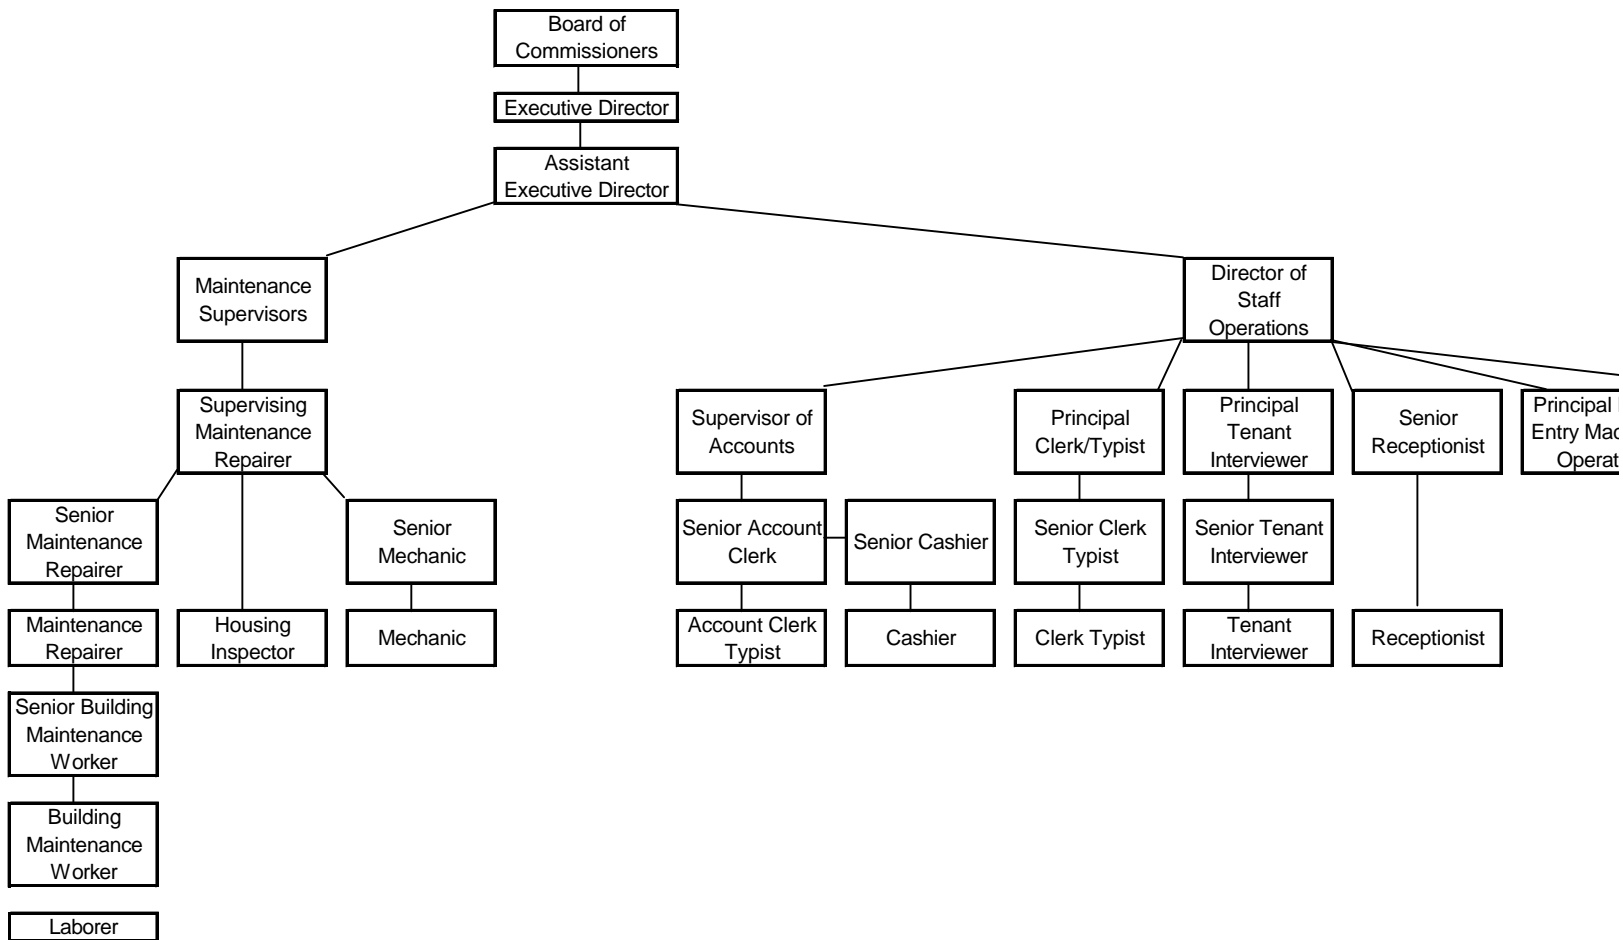 Board of
Commissioners
Executive Director
Assistant
Executive Director
Maintenance
Supervisors
Director of
Staff
Operations
Supervising
Maintenance
Repairer
Supervisor of
Accounts
Principal
Clerk/Typist
Principal
Tenant
Interviewer
Senior
Receptionist
Principal
Entry
Senior
Maintenance
Repairer
Senior
Mechanic
Senior Account
Clerk
Senior Cashier
Senior Clerk
Typist
Senior Tenant
Interviewer
Maintenance
Repairer
Housing
Inspector
Mechanic
Account Clerk
Typist
Cashier
Clerk Typist
Tenant
Interviewer
Receptionist
Senior Building
Maintenance
Worker
Building
Maintenance
Worker
Laborer